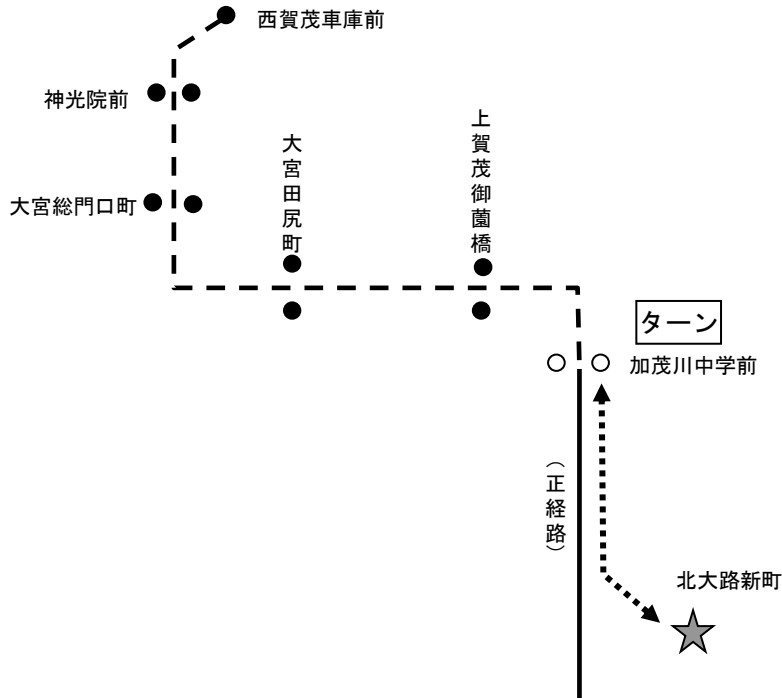 西賀茂車庫前
神光院前
大宮総門口町
大宮田尻町
上賀茂御薗橋
ターン
加茂川中学前
（正経路）
北大路新町